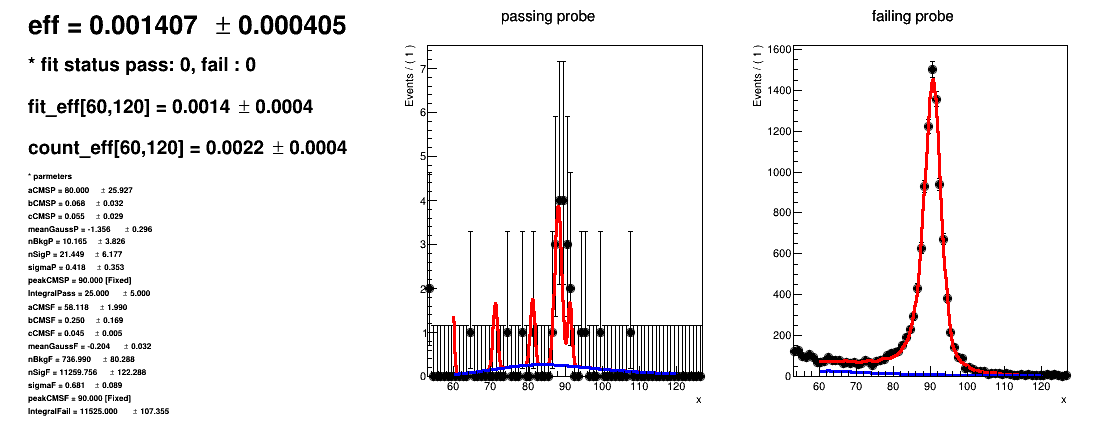 eff = 0.001407 ± 0.000405
* fit status pass: 0, fail : 0
fit_eff[60,120] = 0.0014 ± 0.0004
count_eff[60,120] = 0.0022 ± 0.0004
* parmeters
aCMSP = 80.000 ± 25.927
bCMSP = 0.068 ± 0.032
cCMSP = 0.055 ± 0.029
meanGaussP = -1.356 ± 0.296
nBkgP = 10.165 ± 3.826
nSigP = 21.449 ± 6.177
sigmaP = 0.418 ± 0.353
peakCMSP = 90.000 [Fixed]
IntegralPass = 25.000 ± 5.000
aCMSF = 58.118 ± 1.990
bCMSF = 0.250 ± 0.169
cCMSF = 0.045 ± 0.005
meanGaussF = -0.204 ± 0.032
nBkgF = 736.990 ± 80.288
nSigF = 11259.756 ± 122.288
sigmaF = 0.681 ± 0.089
peakCMSF = 90.000 [Fixed]
IntegralFail = 11525.000 ± 107.355
passing probe
Events / ( 1 )
7
6
5
4
3
2
1
0
60 70 80 90 100 110 120
x
failing probe
Events / ( 1 )
1600
1400
1200
1000
800
600
400
200
0
60 70 80 90 100 110 120
x